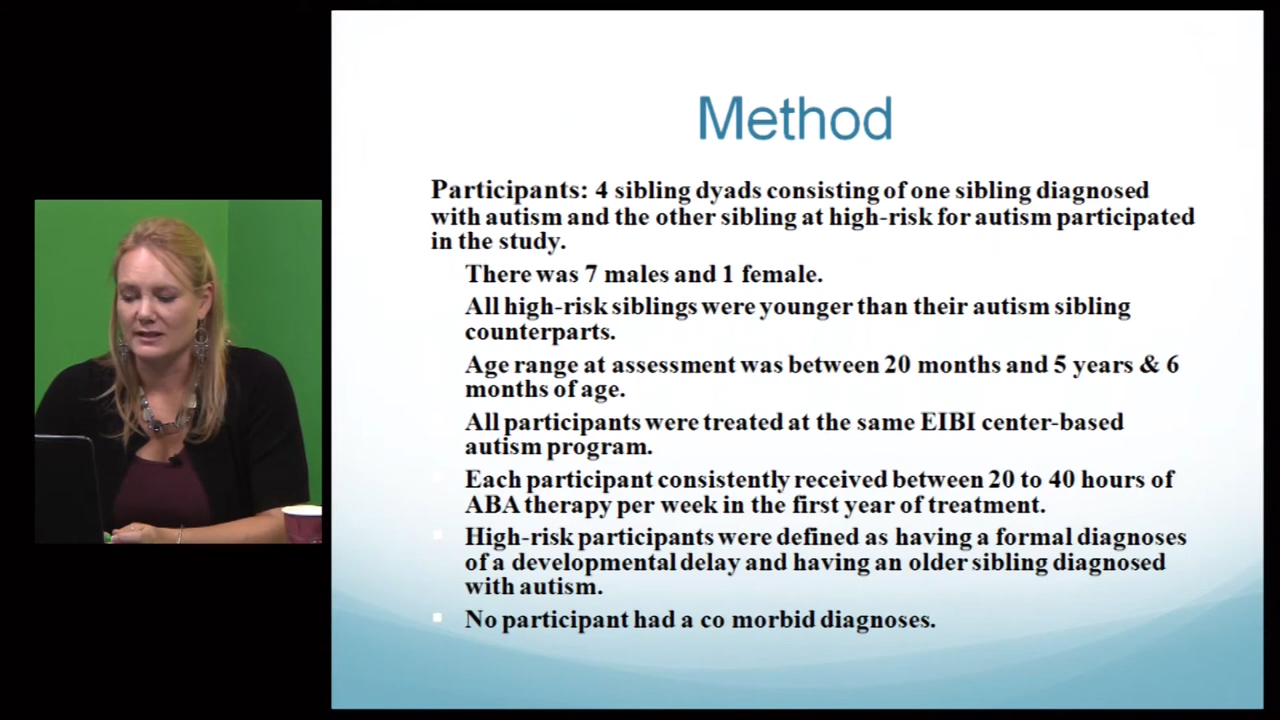 Method
Participants: 4 sibling dyads consisting of one sibling diagnosed
with autism and the other sibling at high-risk for autism participated
in the study.
There was 7 males and 1 female.
All high-risk siblings were younger than their autism sibling
counterparts.
Age range at assessment was between 20 months and 5 years & 6
months of age.
All participants were treated at the same EIBI center-based
autism program.
Each participant consistently received between 20 to 40 hours of
ABA therapy per week in the first year of treatment.
High-risk participants were defined as having a formal diagnoses
of a developmental delay and having an older sibling diagnosed
with autism.
No participant had a co morbid diagnoses.